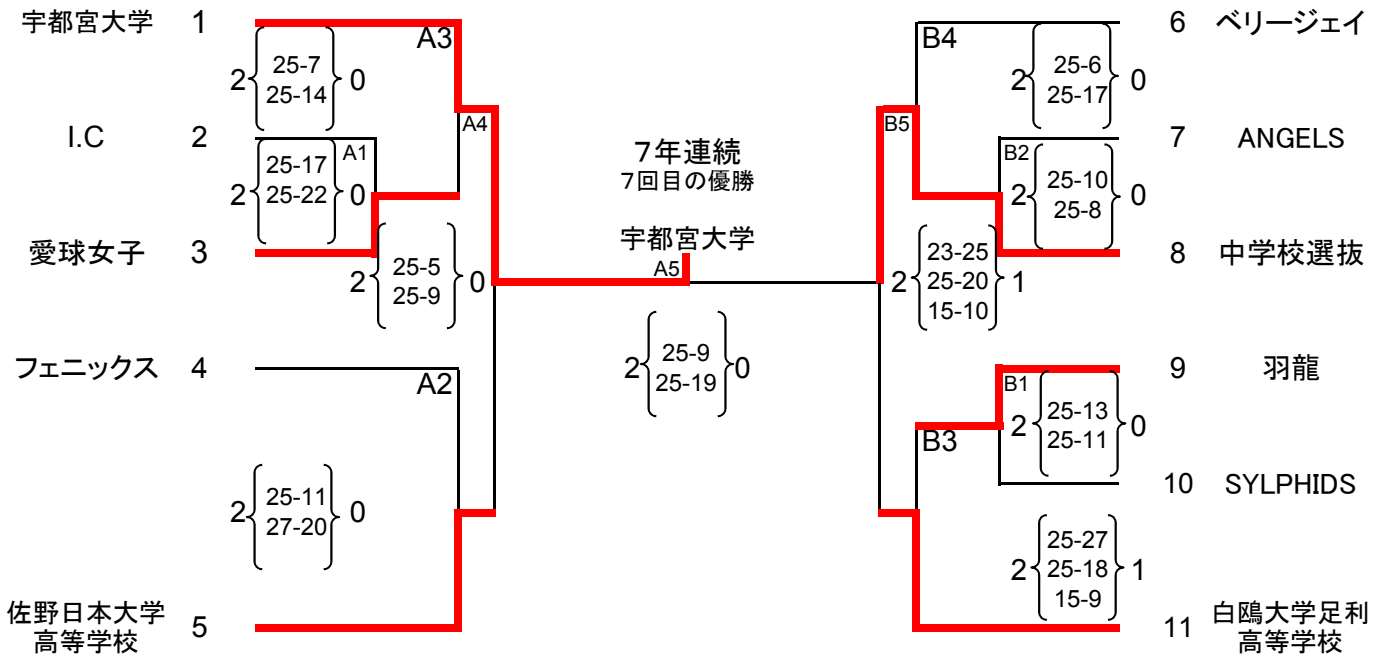 宇都宮大学 1
A3
2 25-7 0
25-14
I.C 2
A1
2 25-17 0
25-22
愛球女子 3
A4
2 25-5 0
25-9
フェニックス 4
A2
2 25-11 0
27-20
佐野日本大学 5
高等学校
7年連続
7回目の優勝
宇都宮大学
A5
2 25-9 0
25-19
6 ベリージェイ
B4
2 25-6 0
25-17
B5
7 ANGELS
B2
2 25-10 0
25-8
8 中学校選抜
2 23-25 1
25-20
15-10
9 羽龍
B1
2 25-13 0
25-11
B3
10 SYLPHIDS
2 25-27 1
25-18
15-9
11 白鴎大学足利
高等学校